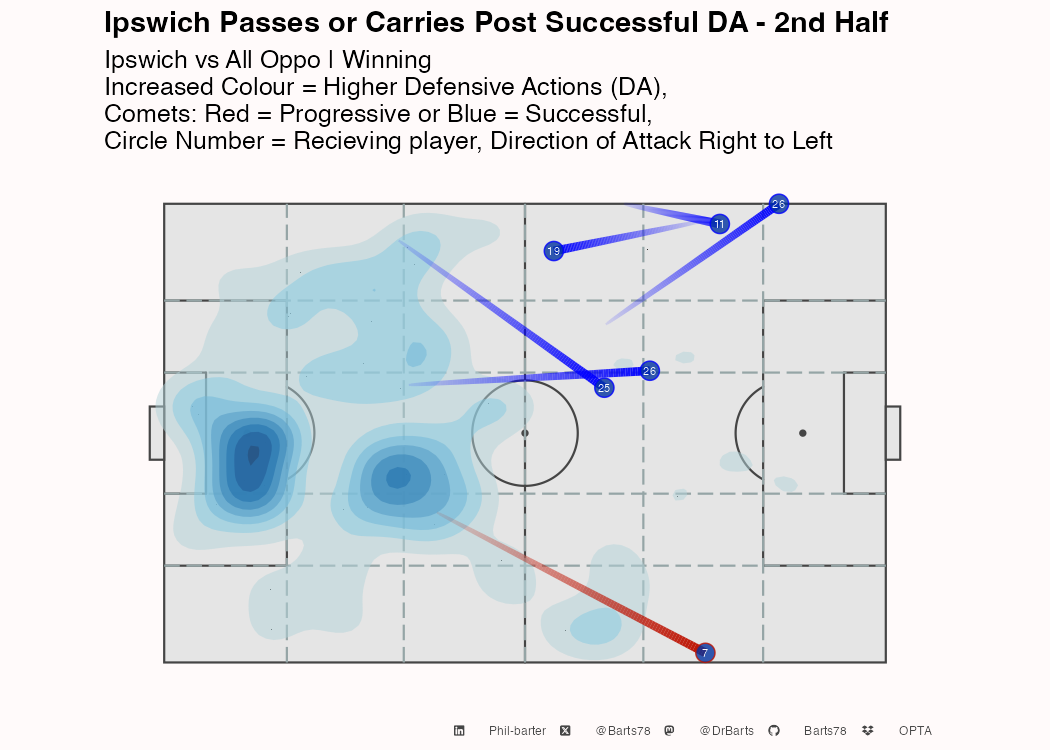 Ipswich Passes or Carries Post Successful DA - 2nd Half
Ipswich vs All Oppo | Winning
Increased Colour = Higher Defensive Actions (DA),
Comets: Red = Progressive or Blue = Successful,
Circle Number = Recieving player, Direction of Attack Right to Left
26
11
19
26
25
7
Phil-barter @Barts78 @DrBarts Barts78 OPTA